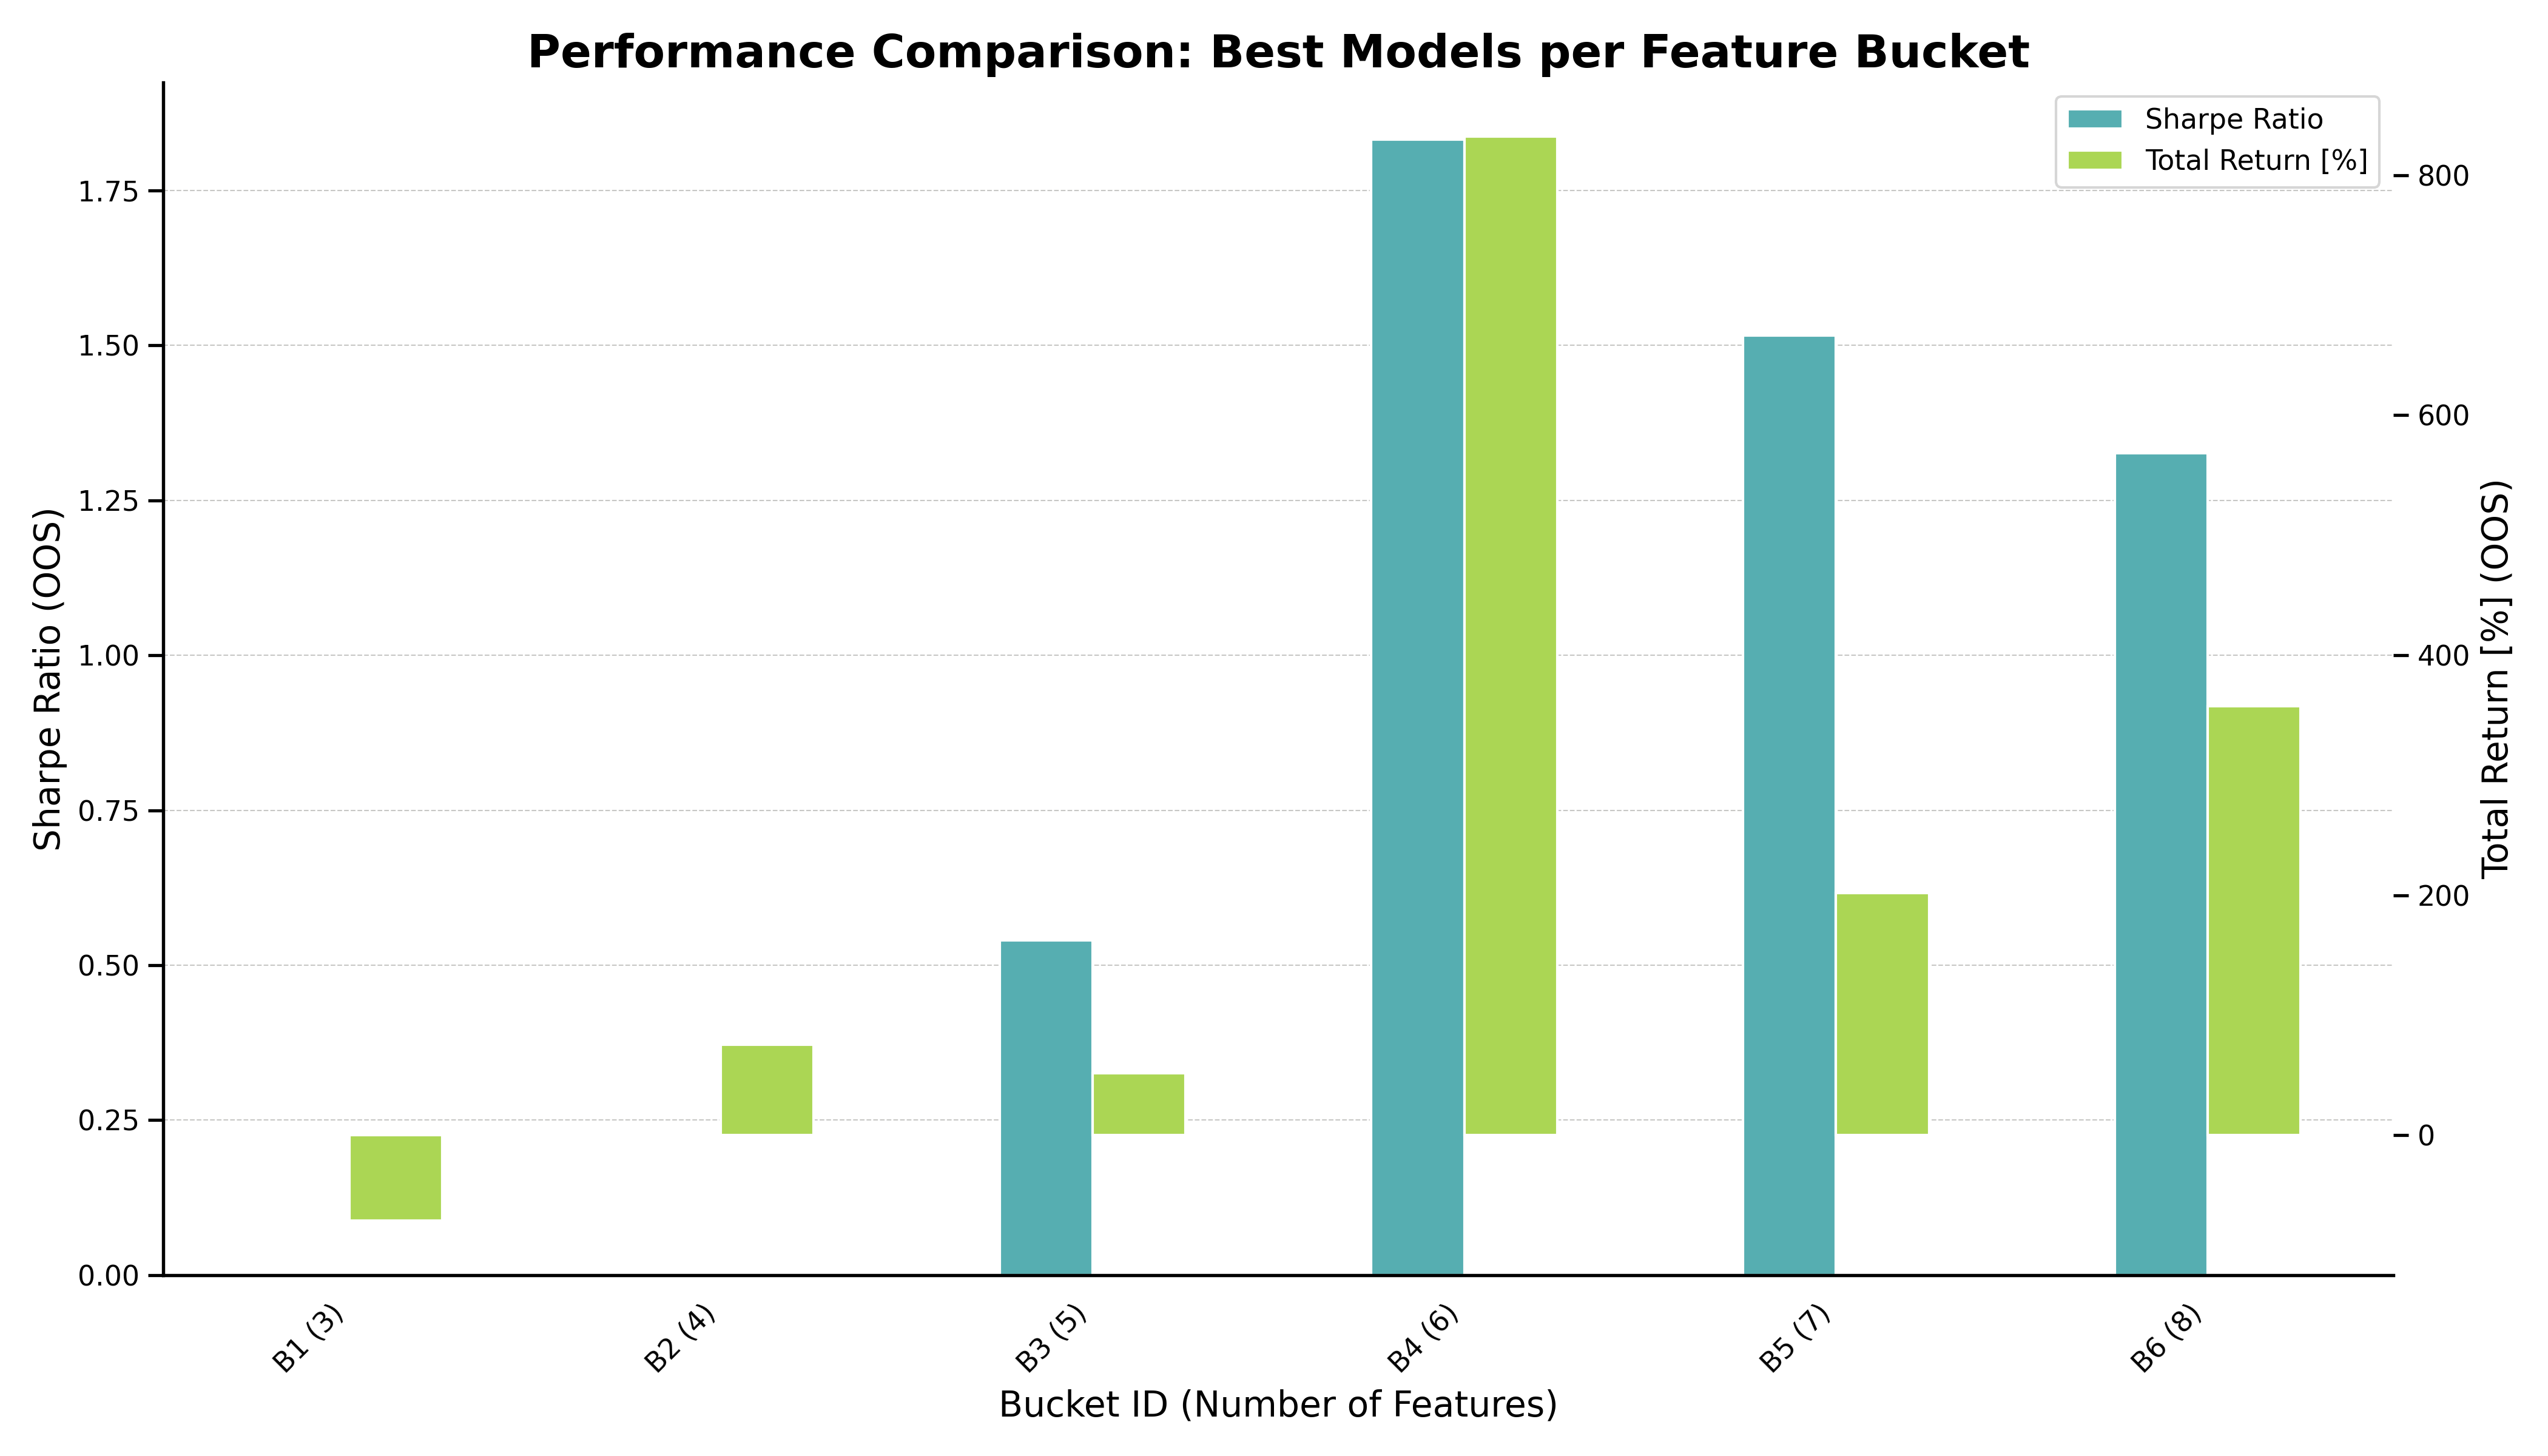 Performance Comparison: Best Models per Feature Bucket
Sharpe Ratio
Total Return [%]
Sharpe Ratio (OOS)
1.75
1.50
1.25
1.00
0.75
0.50
0.25
0.00
800
600
400
200
0
Total Return [%] (OOS)
B1 (3)
B2 (4)
B3 (5)
B4 (6)
B5 (7)
B6 (8)
Bucket ID (Number of Features)